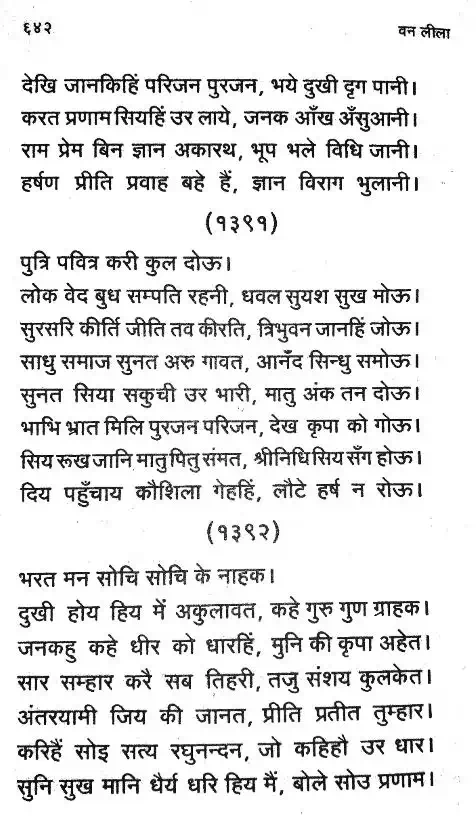 ६४२
वन लीला
देखि जानकिहिं परिजन पुरजन, भये दुखी दृग पानी।
करत प्रणाम सियहिं उर लाये, जनक आँख अँसुआनी।
राम प्रेम बिन ज्ञान अकारथ, भूप भले विधि जानी।
हर्षण प्रीति प्रवाह बहे हैं, ज्ञान विराग भुलानी।
(१३९१)
पुत्रि पवित्र करी कुल दोऊ।
लोक वेद बुध सम्पति रहनी, धवल सुयश सुख मोऊ।
सुरसरि कीर्ति जीति तव कीरति, त्रिभुवन जानहिं जोऊ।
साधु समाज सुनत अरु गावत, आनँद सिन्धु समोऊ।
सुनत सिया सकुची उर भारी, मातु अंक तन दोऊ।
भाभि भ्रात मिलि पुरजन परिजन, देख कृपा को गोऊ।
सिय रूख जानि मातु पितु संमत, श्रीनिधि सिय सँग होऊ।
दिय पहुँचाय कौशिला गेहहिं, लौटे हर्ष न रोऊ।
(१३९२)
भरत मन सोचि सोचि के नाहक।
दुखी होय हिय में अकुलावत, कहे गुरु गुण ग्राहक।
जनकहु कहे धीर को धारहिं, मुनि की कृपा अहेत।
सार सम्हार करै सब तिहरी, तजु संशय कुलकेत।
अंतरयामी जिय की जानत, प्रीति प्रतीत तुम्हार।
करिहैं सोइ सत्य रघुनन्दन, जो कहिहौ उर धार।
सुनि सुख मानि धैर्य धरि हिय मैं, बोले सोउ प्रणाम।